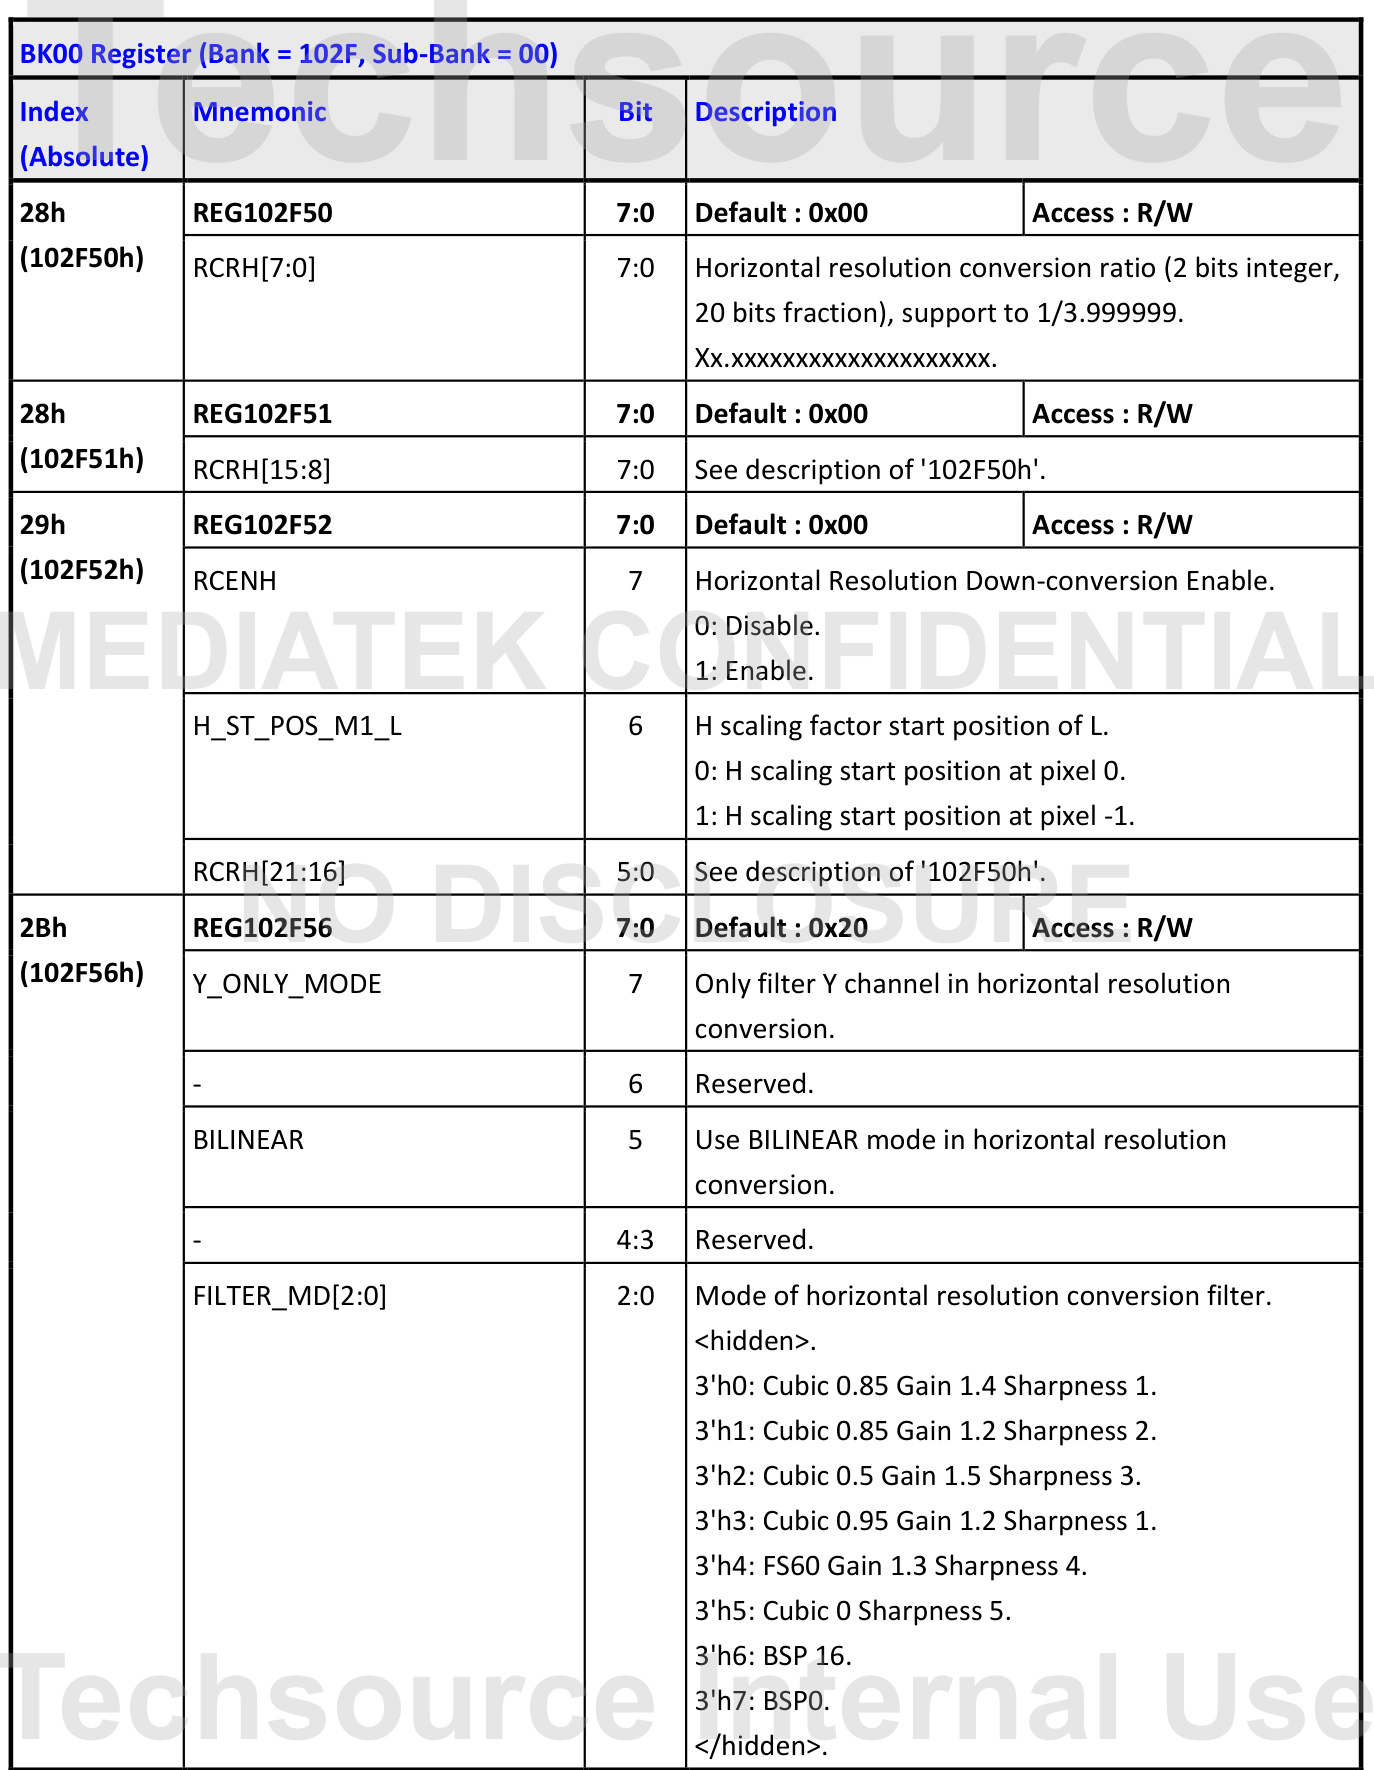 Techsource
BK00 Register (Bank = 102F, Sub-Bank = 00)
Index (Absolute) Mnemonic Bit Description
28h (102F50h) REG102F50 7:0 Default : 0x00 Access : R/W
RCRH[7:0] 7:0 Horizontal resolution conversion ratio (2 bits integer,
20 bits fraction), support to 1/3.999999.
Xx.xxxxxxxxxxxxxxxxxxxx.
28h (102F51h) REG102F51 7:0 Default : 0x00 Access : R/W
RCRH[15:8] 7:0 See description of '102F50h'.
29h (102F52h) REG102F52 7:0 Default : 0x00 Access : R/W
RCENH 7 Horizontal Resolution Down-conversion Enable.
0: Disable.
1: Enable.
MEDIATEK CONFIDENTIAL
H_ST_POS_M1_L 6 H scaling factor start position of L.
0: H scaling start position at pixel 0.
1: H scaling start position at pixel -1.
RCRH[21:16] 5:0 See description of '102F50h'.
NO DISCLOSURE
2Bh (102F56h) REG102F56 7:0 Default : 0x20 Access : R/W
Y_ONLY_MODE 7 Only filter Y channel in horizontal resolution
conversion.
- 6 Reserved.
BILINEAR 5 Use BILINEAR mode in horizontal resolution
conversion.
- 4:3 Reserved.
FILTER_MD[2:0] 2:0 Mode of horizontal resolution conversion filter.
<hidden>.
3'h0: Cubic 0.85 Gain 1.4 Sharpness 1.
3'h1: Cubic 0.85 Gain 1.2 Sharpness 2.
3'h2: Cubic 0.5 Gain 1.5 Sharpness 3.
3'h3: Cubic 0.95 Gain 1.2 Sharpness 1.
3'h4: FS60 Gain 1.3 Sharpness 4.
3'h5: Cubic 0 Sharpness 5.
3'h6: BSP 16.
3'h7: BSP0.
</hidden>.
Techsource Internal Use